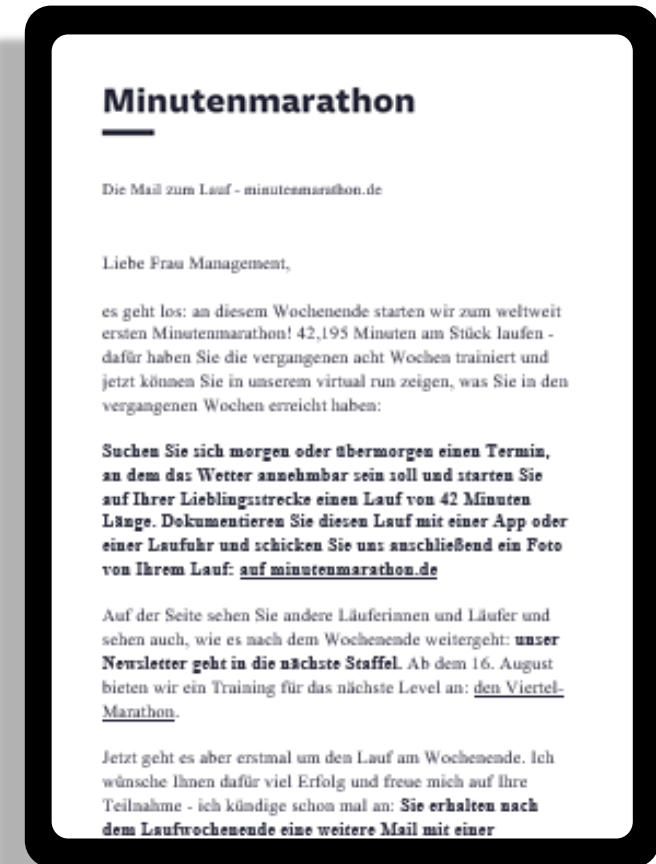 Minutenmarathon
Die Mail zum Lauf - minutenmarathon.de
Liebe Frau Management,
es geht los: an diesem Wochenende starten wir zum weltweit
ersten Minutenmarathon! 42,195 Minuten am Stück laufen -
dafür haben Sie die vergangenen acht Wochen trainiert und
jetzt können Sie in unserem virtual run zeigen, was Sie in den
vergangenen Wochen erreicht haben:
Suchen Sie sich morgen oder übermorgen einen Termin,
an dem das Wetter annehmbar sein soll und starten Sie
auf Ihrer Lieblingsstrecke einen Lauf von 42 Minuten
Länge. Dokumentieren Sie diesen Lauf mit einer App oder
einer Laufuhr und schicken Sie uns anschließend ein Foto
von Ihrem Lauf: auf minutenmarathon.de
Auf der Seite sehen Sie andere Läuferinnen und Läufer und
sehen auch, wie es nach dem Wochenende weitergeht: unser
Newsletter geht in die nächste Staffel. Ab dem 16. August
bieten wir ein Training für das nächste Level an: den Viertel-
Marathon.
Jetzt geht es aber erstmal um den Lauf am Wochenende. Ich
wünsche Ihnen dafür viel Erfolg und freue mich auf Ihre
Teilnahme - ich kündige schon mal an: Sie erhalten nach
dem Laufwochenende eine weitere Mail mit einer